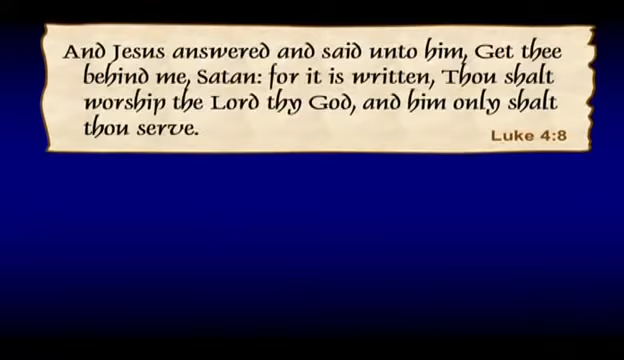 And Jesus answered and said unto him, Get thee
behind me, Satan: for it is written, Thou shalt
worship the Lord thy God, and him only shalt
thou serve.
Luke 4:8